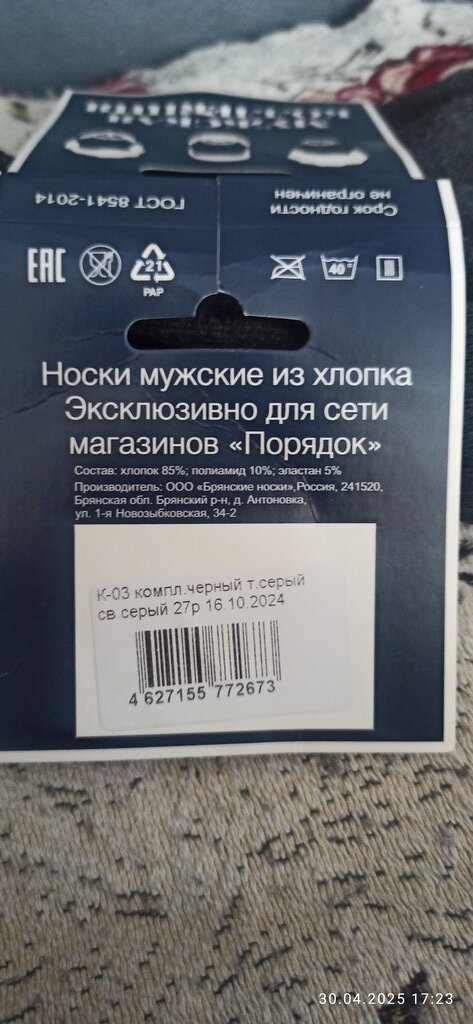 ГОСТ 8541-2014
Срок годности
не ограничен
EAC
21
PAP
40°
Носки мужские из хлопка
Эксклюзивно для сети
магазинов «Порядок»
Состав: хлопок 85%; полиамид 10%; эластан 5%
Производитель: ООО «Брянские носки»,Россия, 241520,
Брянская обл. Брянский р-н, д. Антоновка,
ул. 1-я Новозыбковская, 34-2
К-03 компл.черный т.серый
св.серый 27р 16.10.2024
4 627155 772673
30.04.2025 17:23